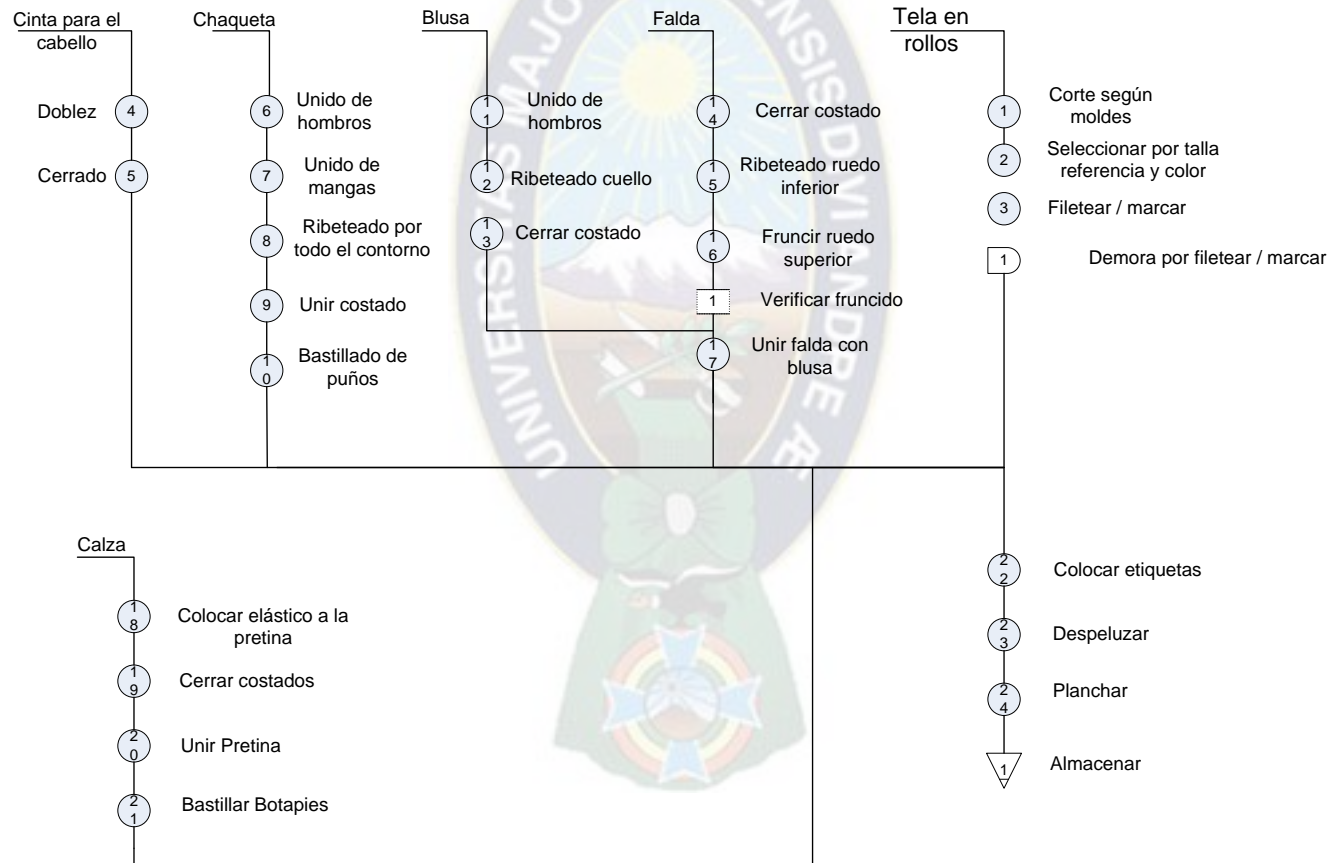 Cinta para el
cabello
Doblez 4
Cerrado 5
Chaqueta
6 Unido de
hombros
7 Unido de
mangas
8 Ribeteado por
todo el contorno
9 Unir costado
10 Bastillado de
puños
Blusa
11 Unido de
hombros
12 Ribeteado cuello
13 Cerrar costado
Falda
14 Cerrar costado
15 Ribeteado ruedo
inferior
16 Fruncir ruedo
superior
1 Verificar fruncido
17 Unir falda con
blusa
Tela en
rollos
1 Corte según
moldes
2 Seleccionar por talla
referencia y color
3 Filetear / marcar
1 Demora por filetear / marcar
Calza
18 Colocar elástico a la
pretina
19 Cerrar costados
20 Unir Pretina
21 Bastillar Botapies
22 Colocar etiquetas
23 Despeluzar
24 Planchar
1 Almacenar
UNIVERSITAS MAJO
ENSIS DVI ANDRE Æ